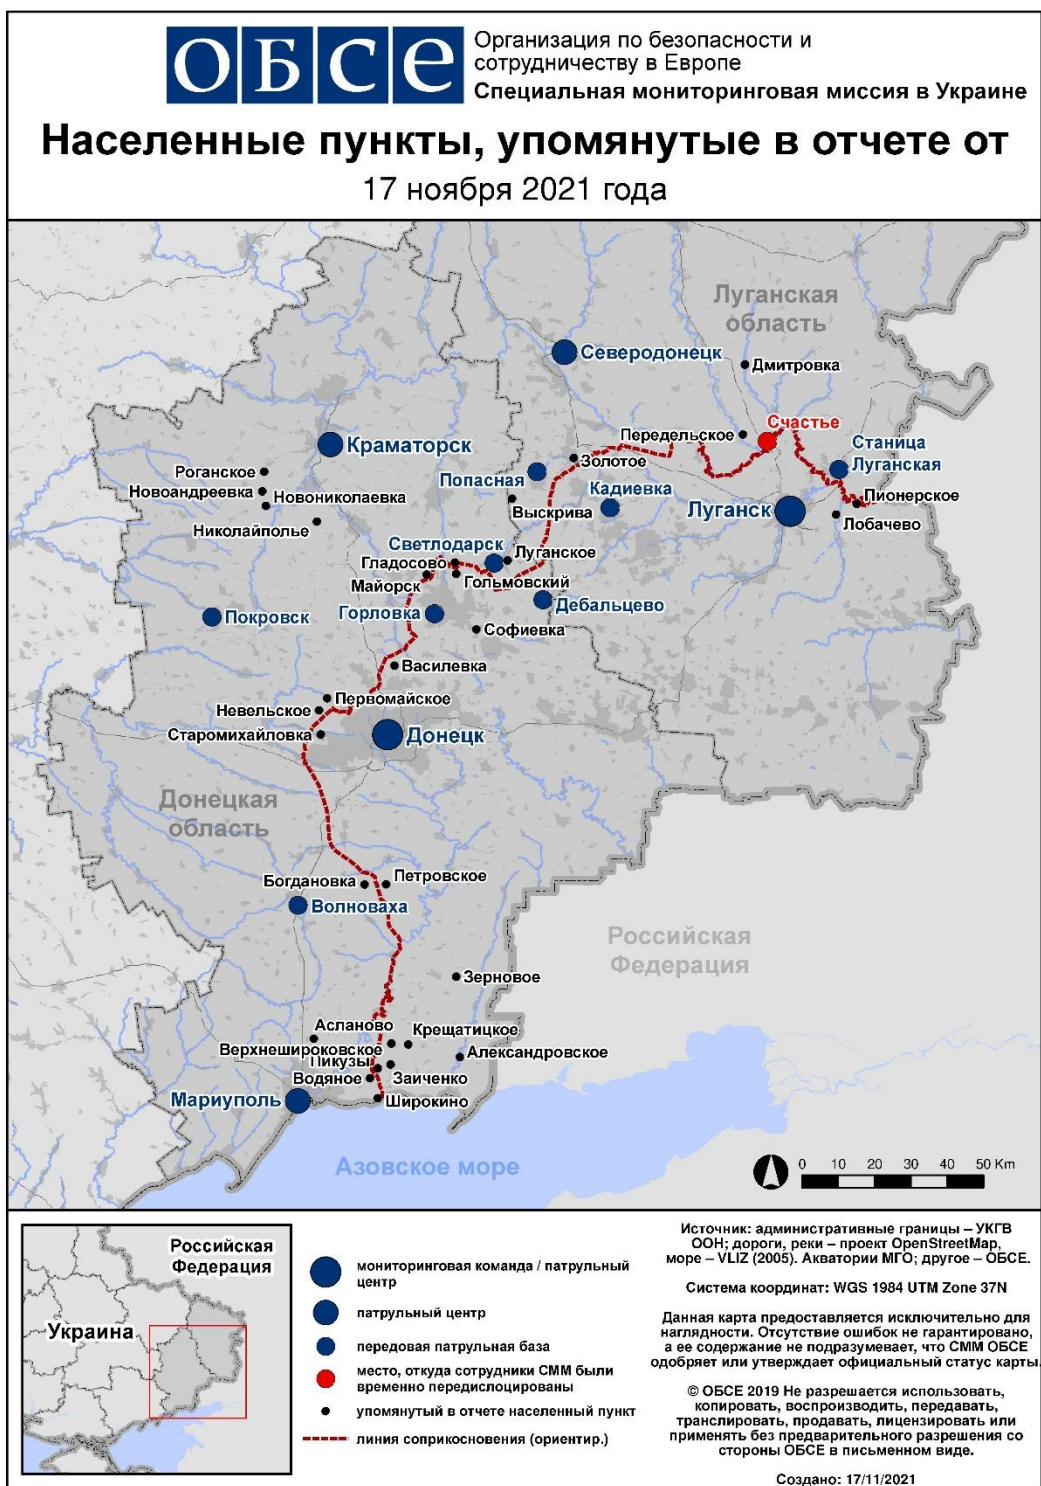 ОБСЕ
Организация по безопасности и
сотрудничеству в Европе
Специальная мониторинговая миссия в Украине
Населенные пункты, упомянутые в отчете от
17 ноября 2021 года
Луганская
область
Северодонецк
Дмитровка
Счастье
Передельское
Станица
Луганская
Краматорск
Золотое
Роганское
Попасная
Кадиевка
Новоандреевка
Новониколаевка
Пионерское
Выскрива
Луганск
Лобачево
Николайполье
Светлодарск
Луганское
Гладосово
Майорск
Гольмовский
Дебальцево
Покровск
Горловка
Софиевка
Василевка
Первомайское
Невельское
Старомихайловка
Донецк
Донецкая
область
Богдановка
Петровское
Волноваха
Российская
Федерация
Зерновое
Асланово
Крещатицкое
Верхнешироковское
Александровское
Пикузы
Водяное
Заиченко
Мариуполь
Широкино
Азовское море
0 10 20 30 40 50 Km
Российская
Федерация
Украина
мониторинговая команда / патрульный
центр
патрульный центр
передовая патрульная база
место, откуда сотрудники СММ были
временно передислоцированы
упомянутый в отчете населенный пункт
линия соприкосновения (ориентир.)
Источник: административные границы – УКГВ
ООН; дороги, реки – проект OpenStreetMap,
море – VLIZ (2005). Акватории МГО; другое – ОБСЕ.
Система координат: WGS 1984 UTM Zone 37N
Данная карта предоставляется исключительно для
наглядности. Отсутствие ошибок не гарантировано,
а ее содержание не подразумевает, что СММ ОБСЕ
одобряет или утверждает официальный статус карты.
© ОБСЕ 2019 Не разрешается использовать,
копировать, воспроизводить, передавать,
транслировать, продавать, лицензировать или
применять без предварительного разрешения со
стороны ОБСЕ в письменном виде.
Создано: 17/11/2021